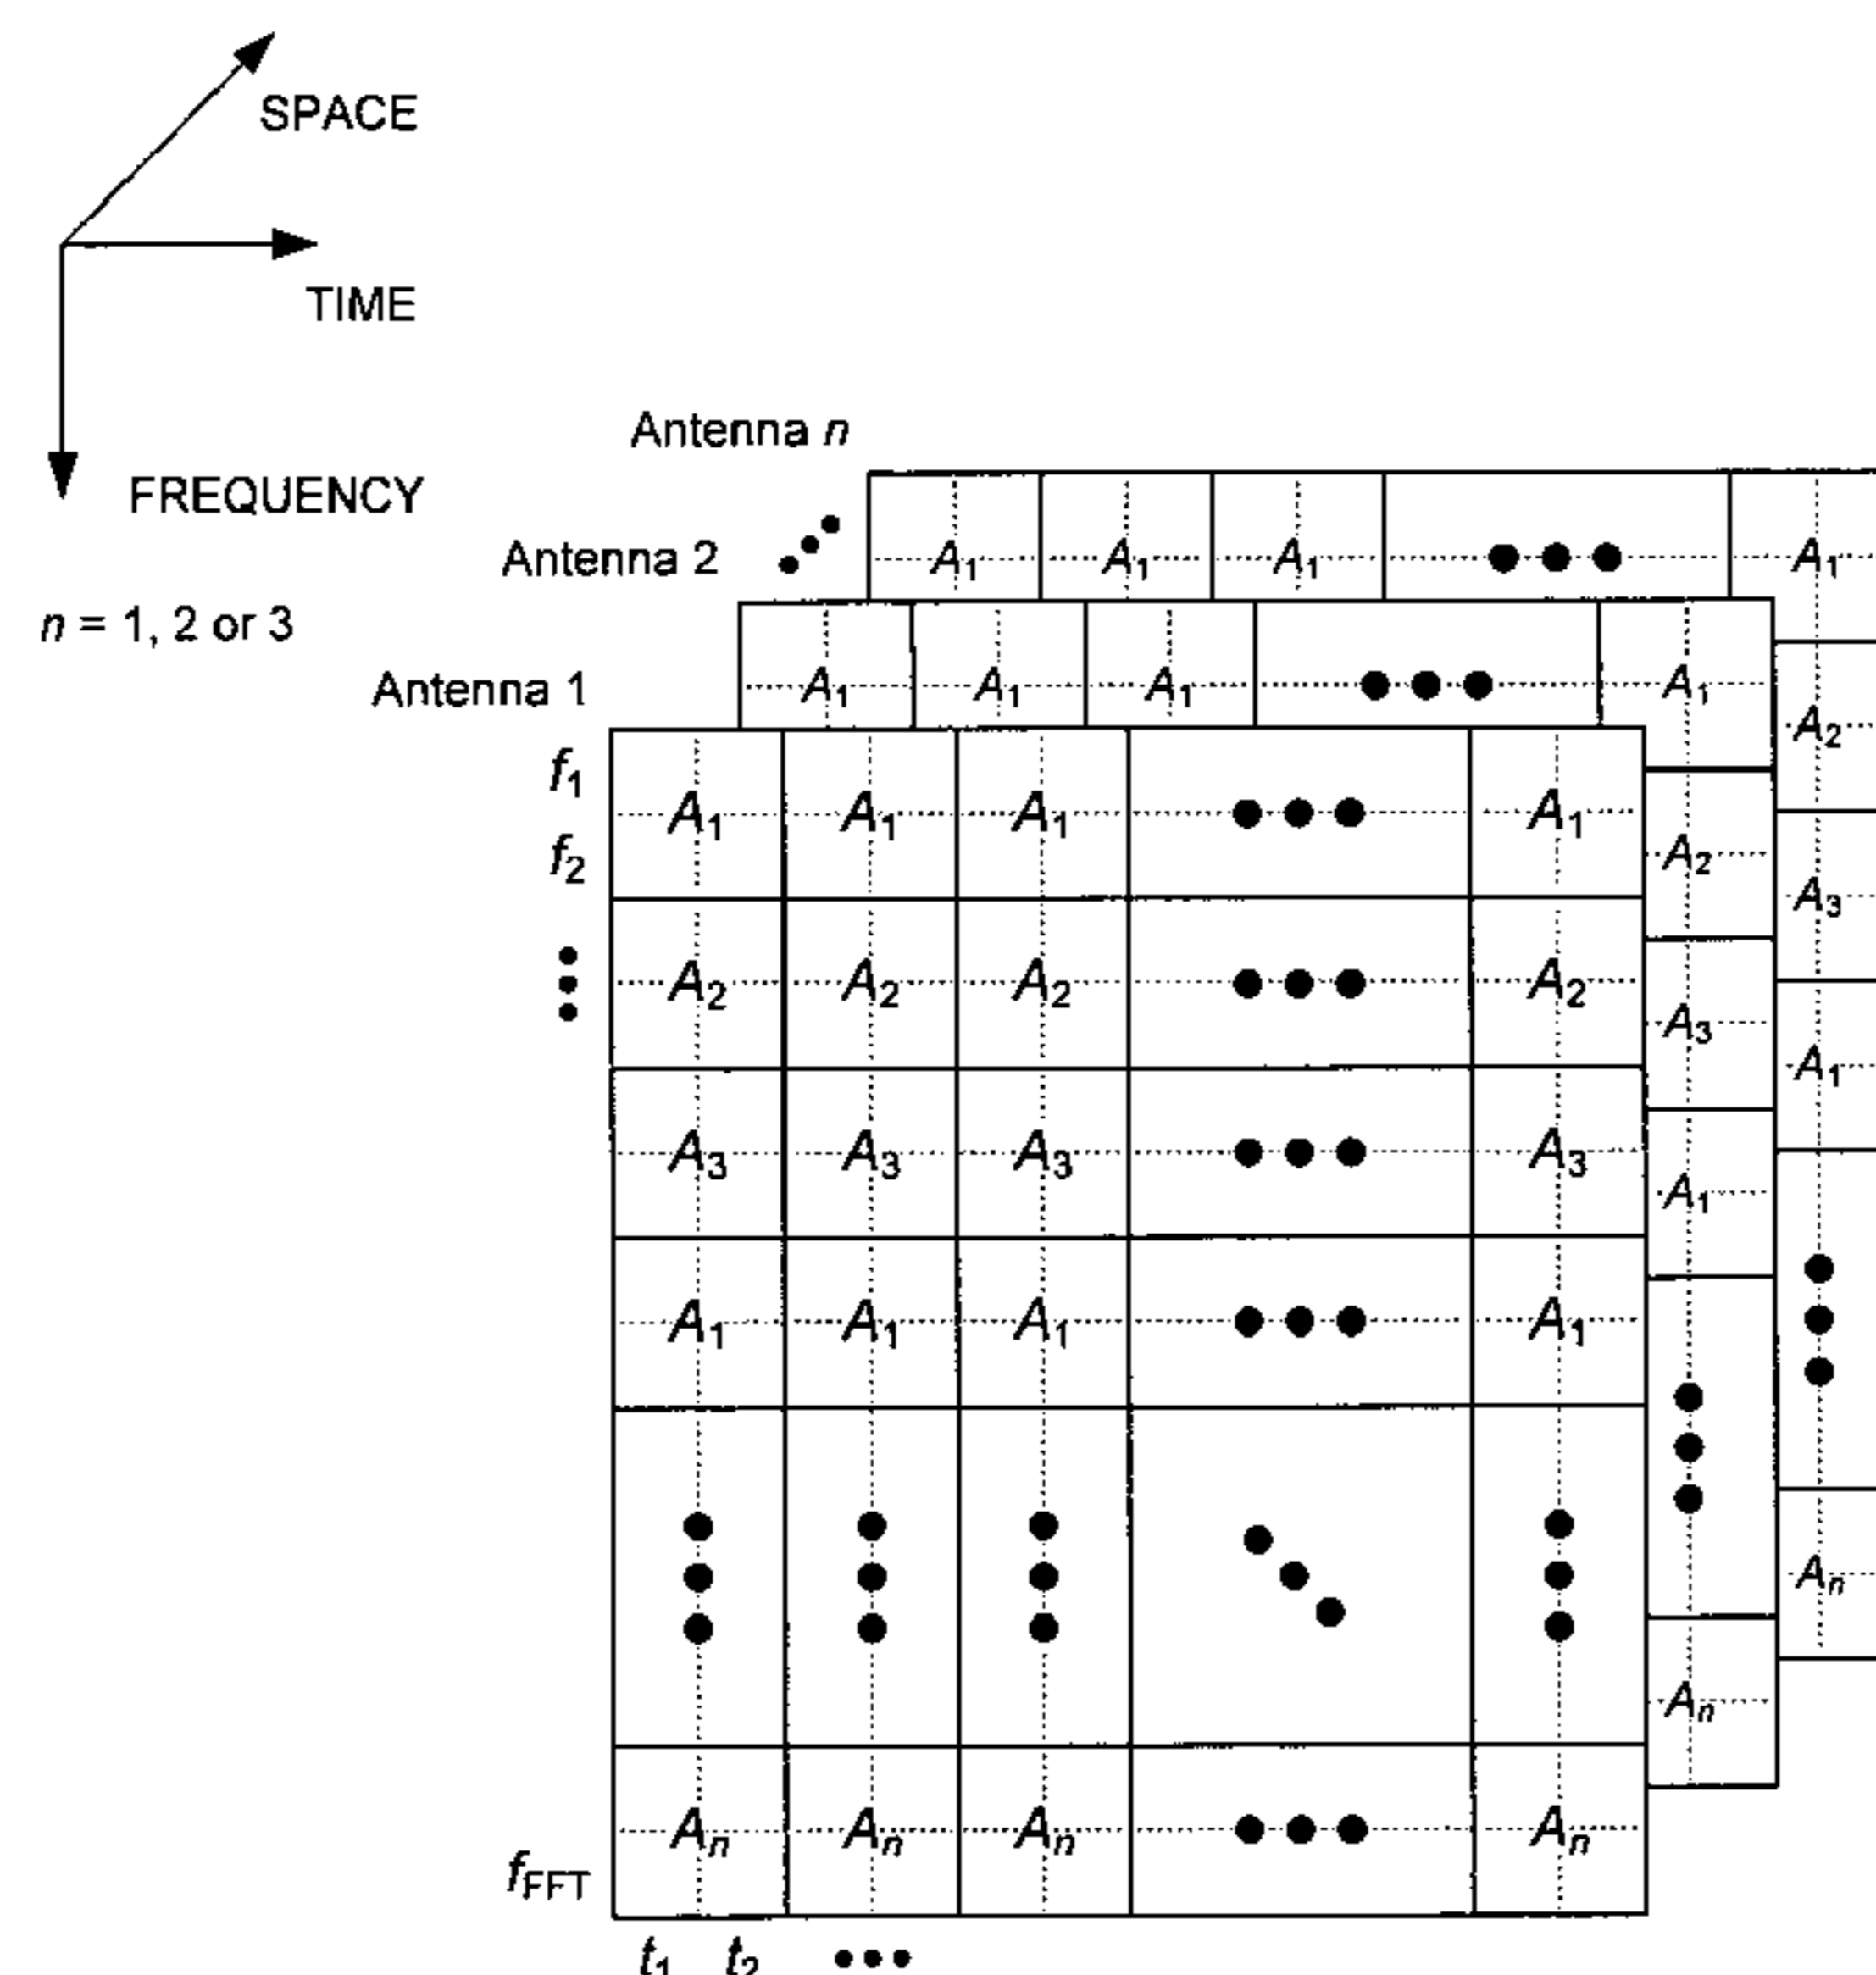 SPACE
TIME
FREQUENCY
n = 1, 2 or 3
Antenna n
Antenna 2
Antenna 1
A1 A1 A1 ••• A1
A1 A1 A1 ••• A1
A2
A3
A1
An
A2
A3
A1
An
f1
f2
fFFT
A1 A1 A1 ••• A1
A2 A2 A2 ••• A2
A3 A3 A3 ••• A3
A1 A1 A1 ••• A1
An An An ••• An
t1 t2 •••